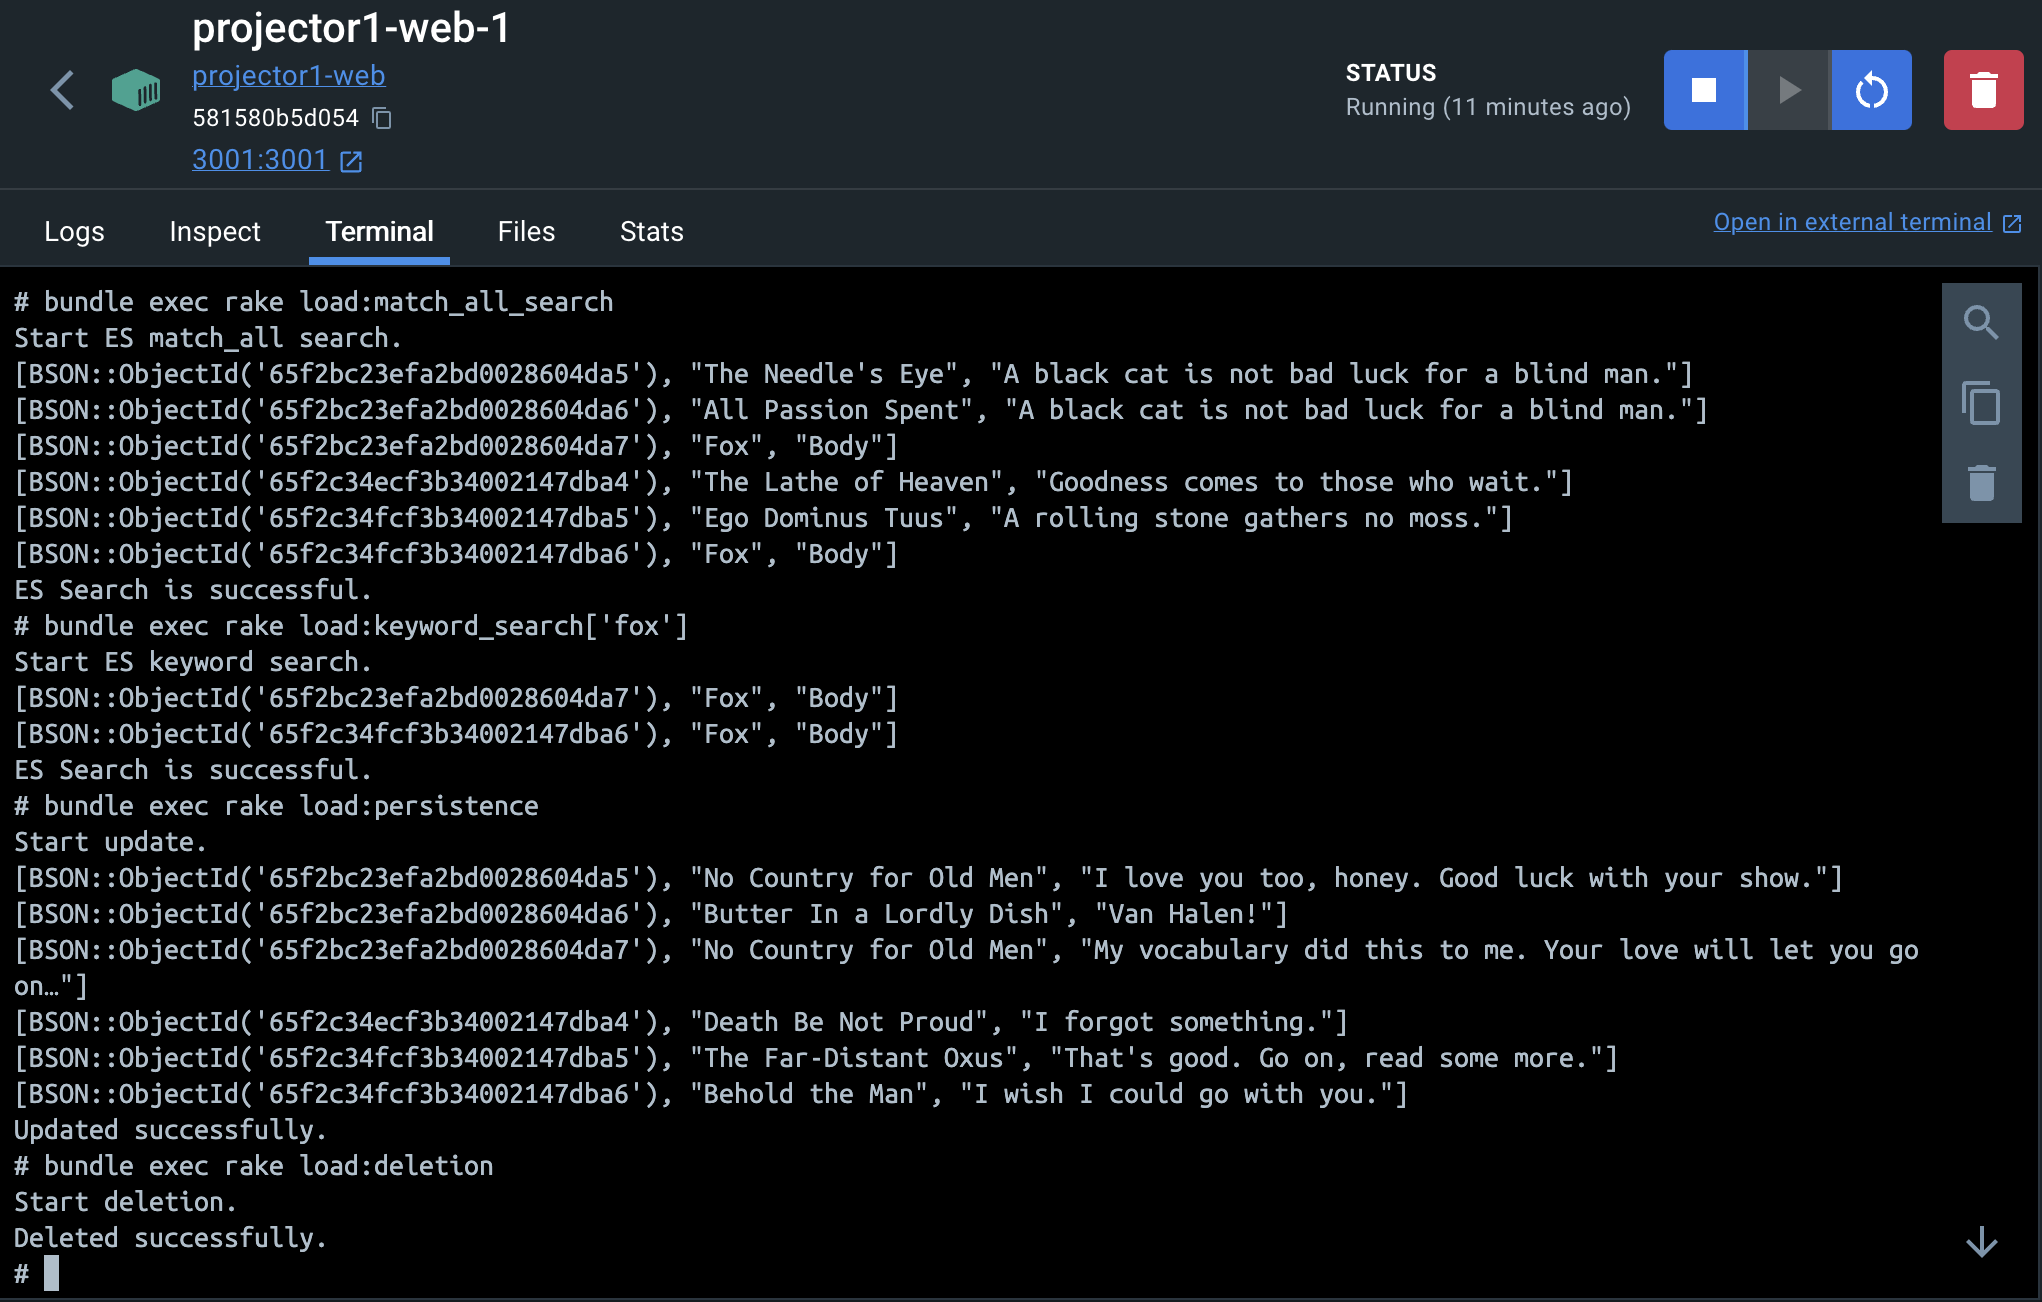 projector1-web-1
projector1-web
581580b5d054
3001:3001
STATUS
Running (11 minutes ago)
Logs Inspect Terminal Files Stats
Open in external terminal
# bundle exec rake load:match_all_search
Start ES match_all search.
[BSON::ObjectId('65f2bc23efa2bd0028604da5'), "The Needle's Eye", "A black cat is not bad luck for a blind man."]
[BSON::ObjectId('65f2bc23efa2bd0028604da6'), "All Passion Spent", "A black cat is not bad luck for a blind man."]
[BSON::ObjectId('65f2bc23efa2bd0028604da7'), "Fox", "Body"]
[BSON::ObjectId('65f2c34ecf3b34002147dba4'), "The Lathe of Heaven", "Goodness comes to those who wait."]
[BSON::ObjectId('65f2c34fcf3b34002147dba5'), "Ego Dominus Tuus", "A rolling stone gathers no moss."]
[BSON::ObjectId('65f2c34fcf3b34002147dba6'), "Fox", "Body"]
ES Search is successful.
# bundle exec rake load:keyword_search['fox']
Start ES keyword search.
[BSON::ObjectId('65f2bc23efa2bd0028604da7'), "Fox", "Body"]
[BSON::ObjectId('65f2c34fcf3b34002147dba6'), "Fox", "Body"]
ES Search is successful.
# bundle exec rake load:persistence
Start update.
[BSON::ObjectId('65f2bc23efa2bd0028604da5'), "No Country for Old Men", "I love you too, honey. Good luck with your show."]
[BSON::ObjectId('65f2bc23efa2bd0028604da6'), "Butter In a Lordly Dish", "Van Halen!"]
[BSON::ObjectId('65f2bc23efa2bd0028604da7'), "No Country for Old Men", "My vocabulary did this to me. Your love will let you go
on…"]
[BSON::ObjectId('65f2c34ecf3b34002147dba4'), "Death Be Not Proud", "I forgot something."]
[BSON::ObjectId('65f2c34fcf3b34002147dba5'), "The Far-Distant Oxus", "That's good. Go on, read some more."]
[BSON::ObjectId('65f2c34fcf3b34002147dba6'), "Behold the Man", "I wish I could go with you."]
Updated successfully.
# bundle exec rake load:deletion
Start deletion.
Deleted successfully.
#